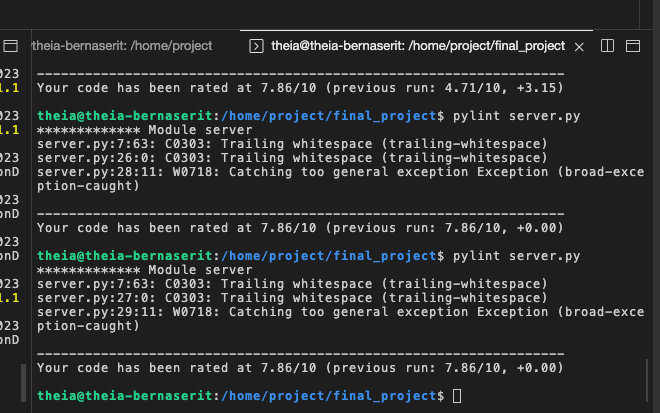 theia-bernaserit: /home/project
theia@theia-bernaserit: /home/project/final_project
023 ------------------------------------------------------------------
1.1 Your code has been rated at 7.86/10 (previous run: 4.71/10, +3.15)
023 theia@theia-bernaserit:/home/project/final_project$ pylint server.py
1.1 ************* Module server
server.py:7:63: C0303: Trailing whitespace (trailing-whitespace)
023 server.py:26:0: C0303: Trailing whitespace (trailing-whitespace)
onD server.py:28:11: W0718: Catching too general exception Exception (broad-exce
ption-caught)
023
onD ------------------------------------------------------------------
Your code has been rated at 7.86/10 (previous run: 7.86/10, +0.00)
023
onD theia@theia-bernaserit:/home/project/final_project$ pylint server.py
************* Module server
023 server.py:7:63: C0303: Trailing whitespace (trailing-whitespace)
1.1 server.py:27:0: C0303: Trailing whitespace (trailing-whitespace)
server.py:29:11: W0718: Catching too general exception Exception (broad-exce
023 ption-caught)
onD
------------------------------------------------------------------
Your code has been rated at 7.86/10 (previous run: 7.86/10, +0.00)
theia@theia-bernaserit:/home/project/final_project$